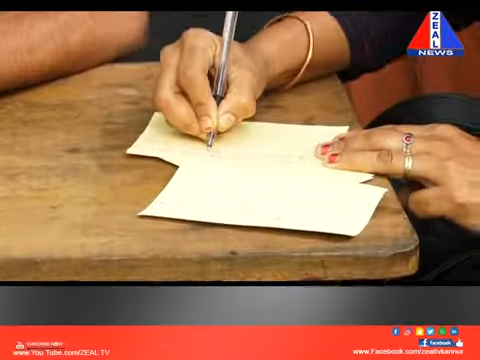 ZEAL
NEWS
SUBSCRIBE NOW
www.You Tube.com/ZEAL TV
facebook
www.Facebook.com/zealtvkannur